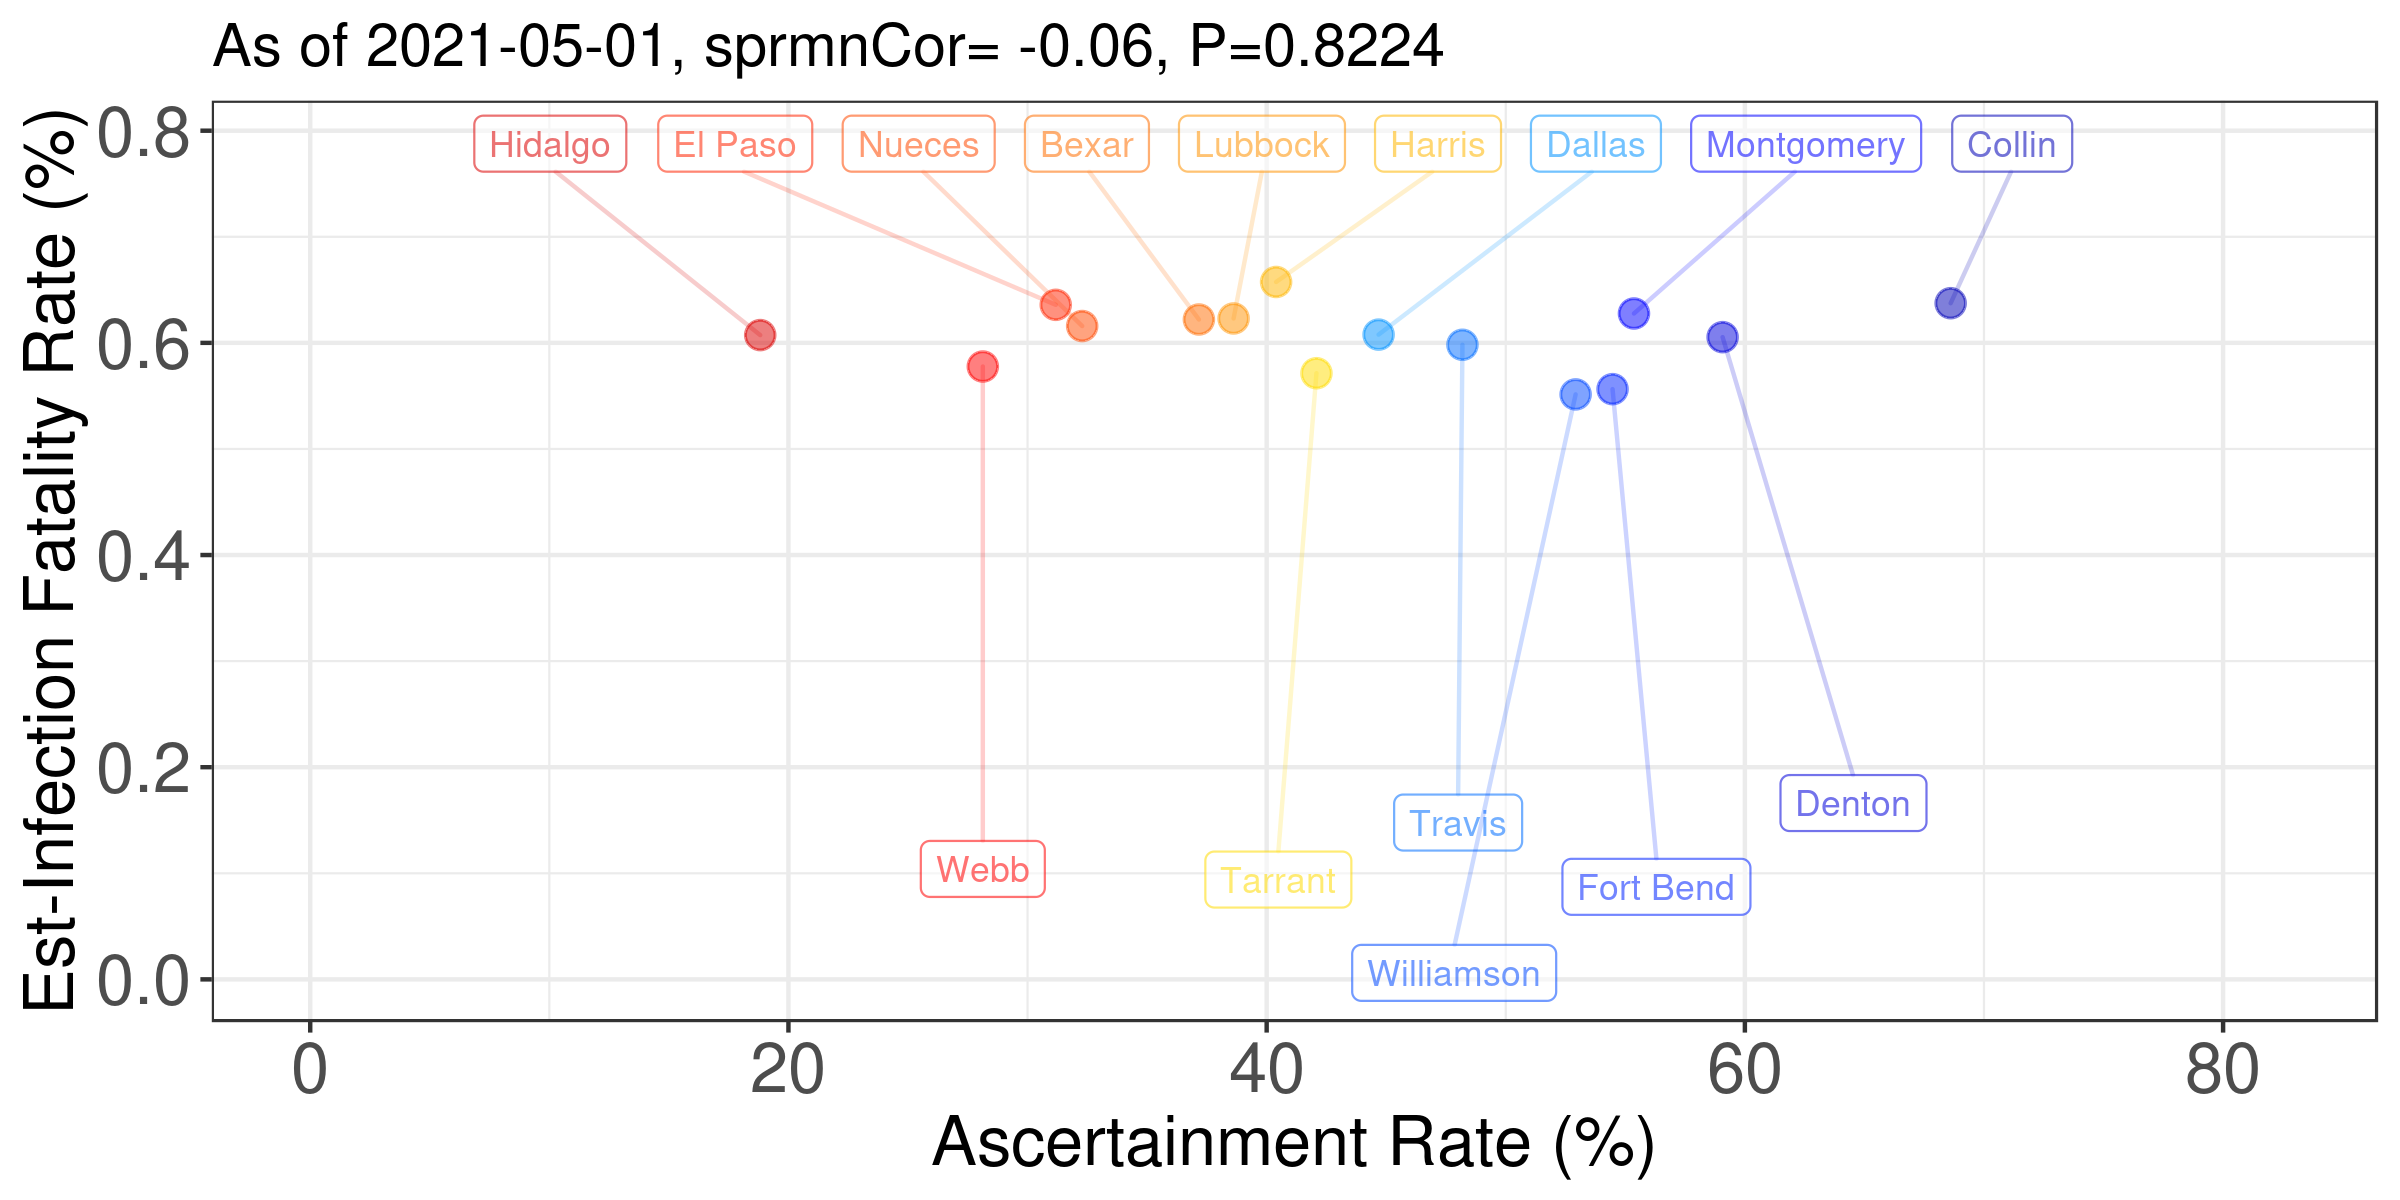 As of 2021-05-01, sprmnCor= -0.06, P=0.8224
Est-Infection Fatality Rate (%)
0.8
0.6
0.4
0.2
0.0
Hidalgo
El Paso
Nueces
Bexar
Lubbock
Harris
Dallas
Montgomery
Collin
Denton
Travis
Webb
Tarrant
Fort Bend
Williamson
0 20 40 60 80
Ascertainment Rate (%)